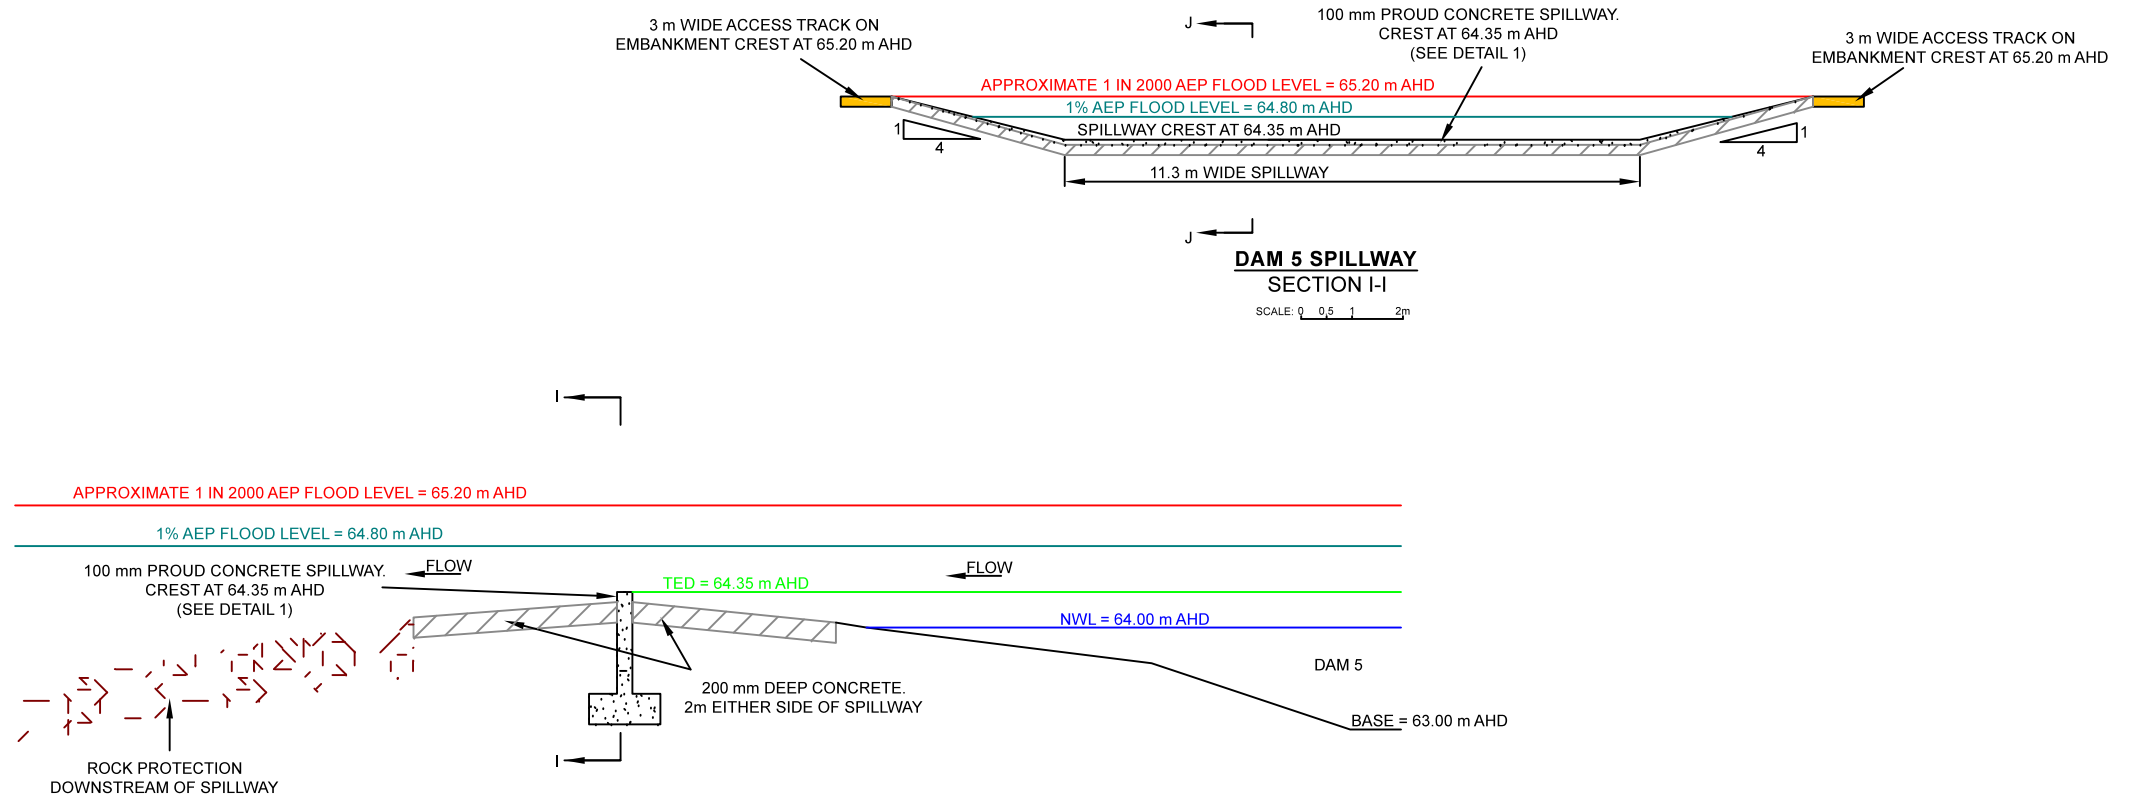 3 m WIDE ACCESS TRACK ON
EMBANKMENT CREST AT 65.20 m AHD
J
100 mm PROUD CONCRETE SPILLWAY.
CREST AT 64.35 m AHD
(SEE DETAIL 1)
3 m WIDE ACCESS TRACK ON
EMBANKMENT CREST AT 65.20 m AHD
APPROXIMATE 1 IN 2000 AEP FLOOD LEVEL = 65.20 m AHD
1% AEP FLOOD LEVEL = 64.80 m AHD
SPILLWAY CREST AT 64.35 m AHD
1
4
1
4
11.3 m WIDE SPILLWAY
J
DAM 5 SPILLWAY
SECTION I-I
SCALE: 0 0.5 1 2m
I
APPROXIMATE 1 IN 2000 AEP FLOOD LEVEL = 65.20 m AHD
1% AEP FLOOD LEVEL = 64.80 m AHD
100 mm PROUD CONCRETE SPILLWAY.
CREST AT 64.35 m AHD
(SEE DETAIL 1)
FLOW
FLOW
TED = 64.35 m AHD
NWL = 64.00 m AHD
DAM 5
200 mm DEEP CONCRETE.
2m EITHER SIDE OF SPILLWAY
BASE = 63.00 m AHD
I
ROCK PROTECTION
DOWNSTREAM OF SPILLWAY